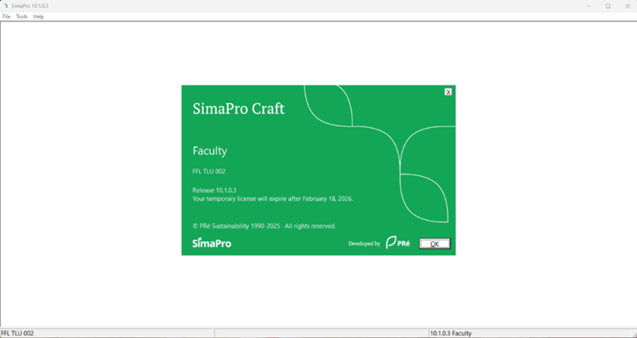 SimaPro 10.1.0.3
File Tools Help
X
SimaPro Craft
Faculty
FFL TLU 002
Release 10.1.0.3
Your temporary license will expire after February 18, 2026.
© PRé Sustainability 1990-2025 - All rights reserved.
SimaPro
Developed by PRé
OK
FFL TLU 002
10.1.0.3 Faculty